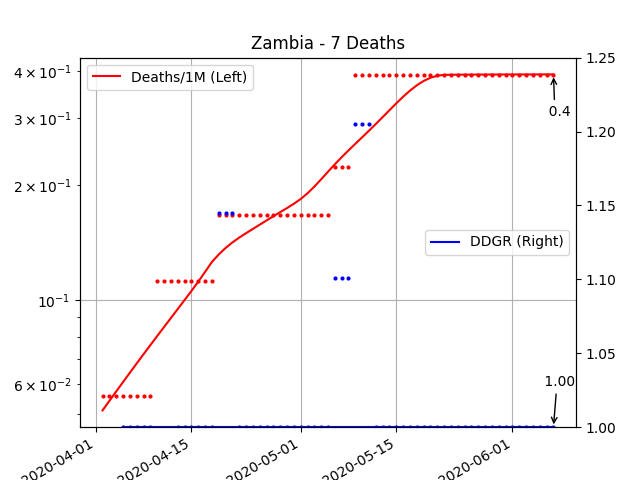 Zambia - 7 Deaths
Deaths/1M (Left)
DDGR (Right)
4 × 10⁻¹
3 × 10⁻¹
2 × 10⁻¹
10⁻¹
6 × 10⁻²
1.25
1.20
1.15
1.10
1.05
1.00
0.4
1.00
2020-04-01
2020-04-15
2020-05-01
2020-05-15
2020-06-01